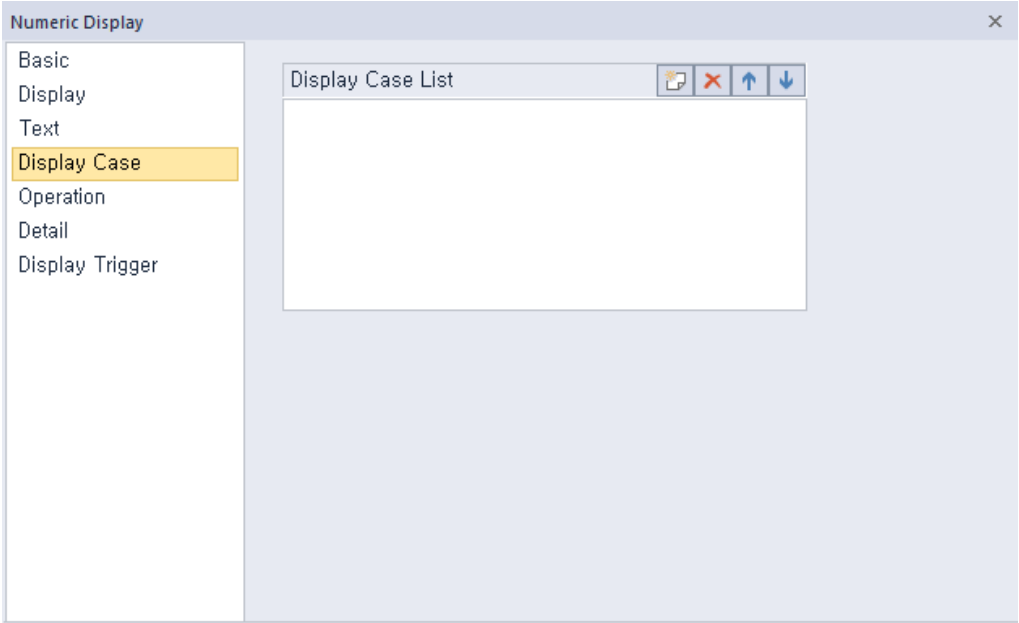 Numeric Display
Basic
Display
Text
Display Case
Operation
Detail
Display Trigger
Display Case List